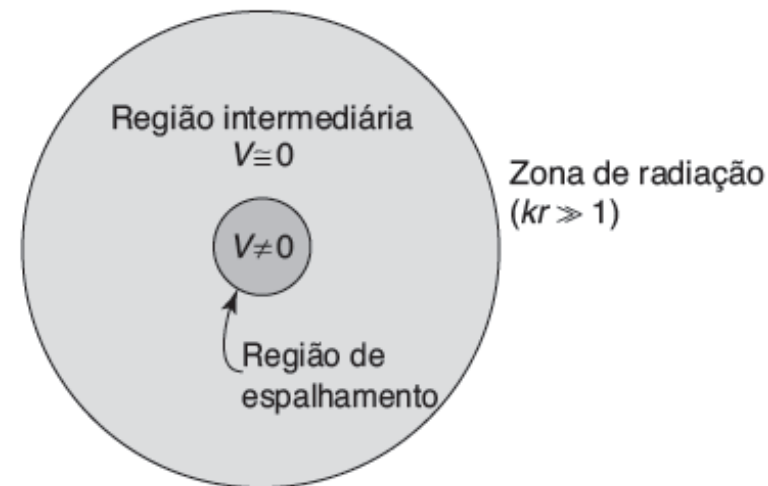 Região intermediária
V≅0
Zona de radiação
(kr ≫ 1)
V≠0
Região de
espalhamento